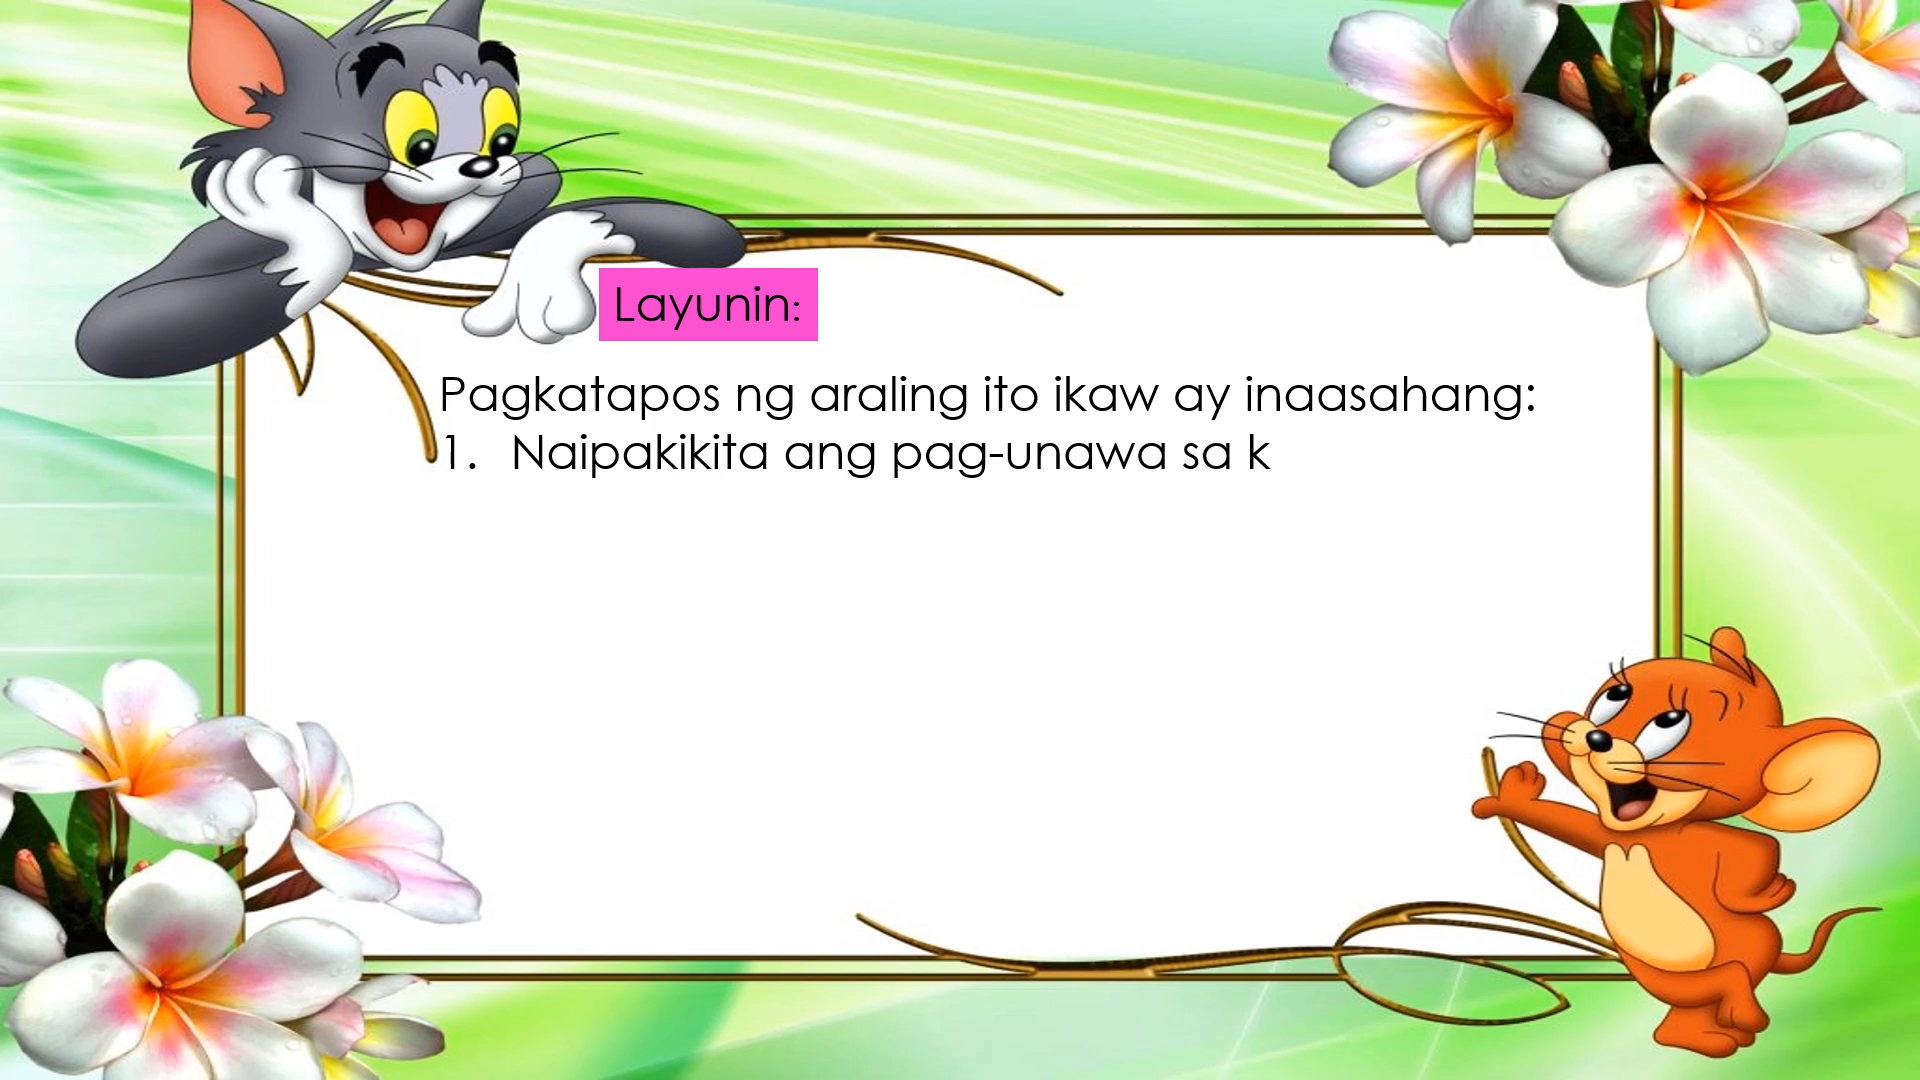 Layunin:
Pagkatapos ng araling ito ikaw ay inaasahang:
1. Naipakikita ang pag-unawa sa k